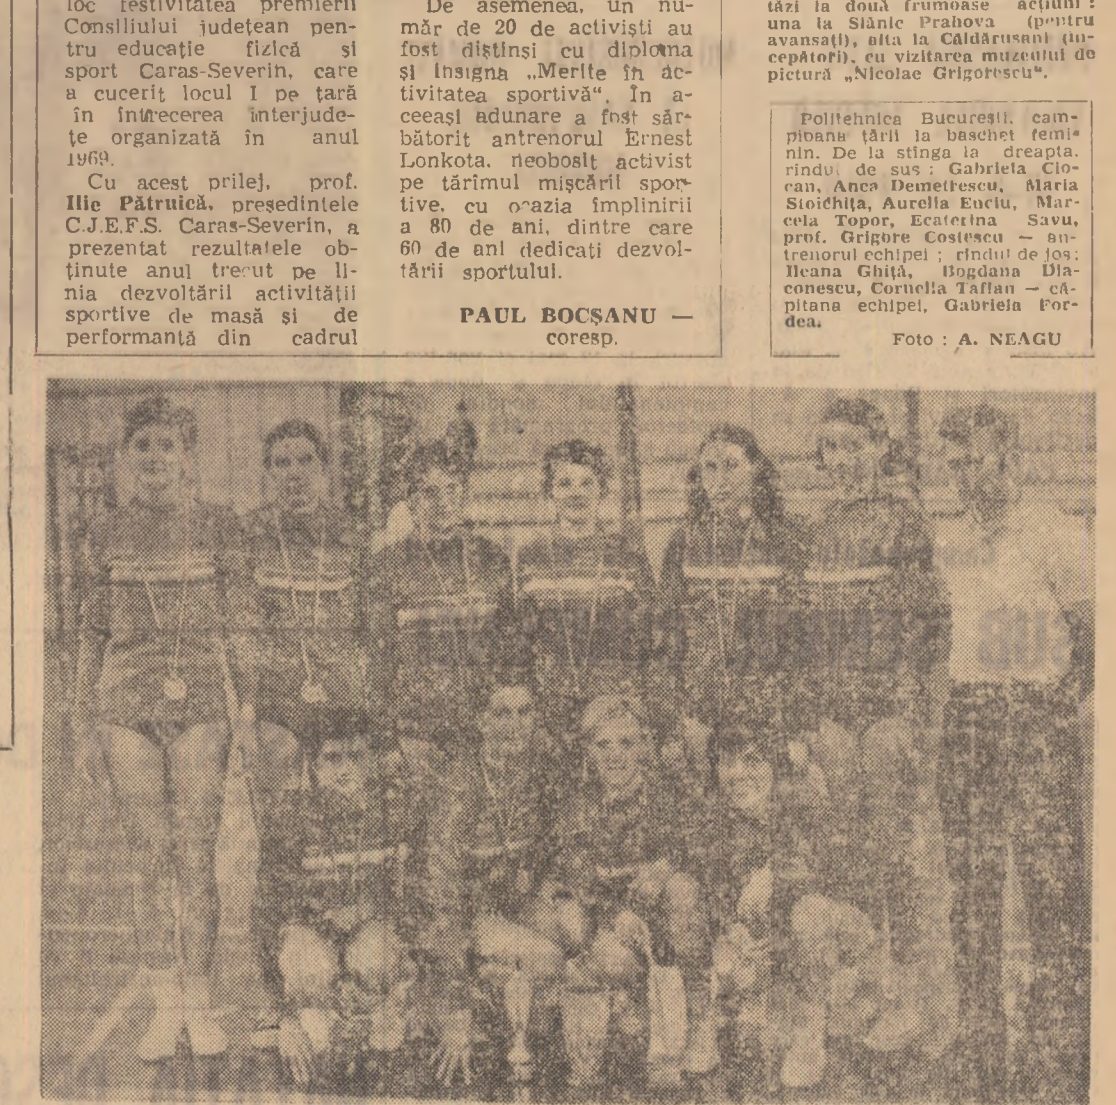 loc festivitatea premierii
Consiliului județean pen-
tru educație fizică și
sport Caras-Severin, care
a cucerit locul I pe țară
în întrecerea interjude-
țe organizată în anul
1969.
Cu acest prilej, prof.
Ilie Pătruică, președintele
C.J.E.F.S. Caras-Severin, a
prezentat rezultatele ob-
ținute anul trecut pe li-
nia dezvoltării activității
sportive de masă și de
performanță din cadrul
De asemenea, un nu-
măr de 20 de activiști au
fost distinși cu diploma
și insigna „Merite în ac-
tivitatea sportivă“. În a-
ceeași adunare a fost săr-
bătorit antrenorul Ernest
Lonkota, neobosit activist
pe tărîmul mișcării spor-
tive, cu ocazia împlinirii
a 80 de ani, dintre care
60 de ani dedicați dezvol-
tării sportului.
PAUL BOCȘANU —
coresp.
tăzi la două frumoase acțiuni :
una la Slănic Prahova (pentru
avansați), alta la Căldărușani (în-
cepători), cu vizitarea muzeului de
pictură „Nicolae Grigorescu“.
Politehnica București, cam-
pioana țării la baschet femi-
nin. De la stînga la dreapta,
rîndul de sus : Gabriela Cio-
can, Anca Demetrescu, Maria
Stoichița, Aurelia Enciu, Mar-
cela Topor, Ecaterina Savu,
prof. Grigore Costescu — an-
trenorul echipei ; rîndul de jos :
Ileana Ghiță, Bogdana Dia-
conescu, Cornelia Taflan — că-
pitana echipei, Gabriela For-
dea.
Foto : A. NEAGU